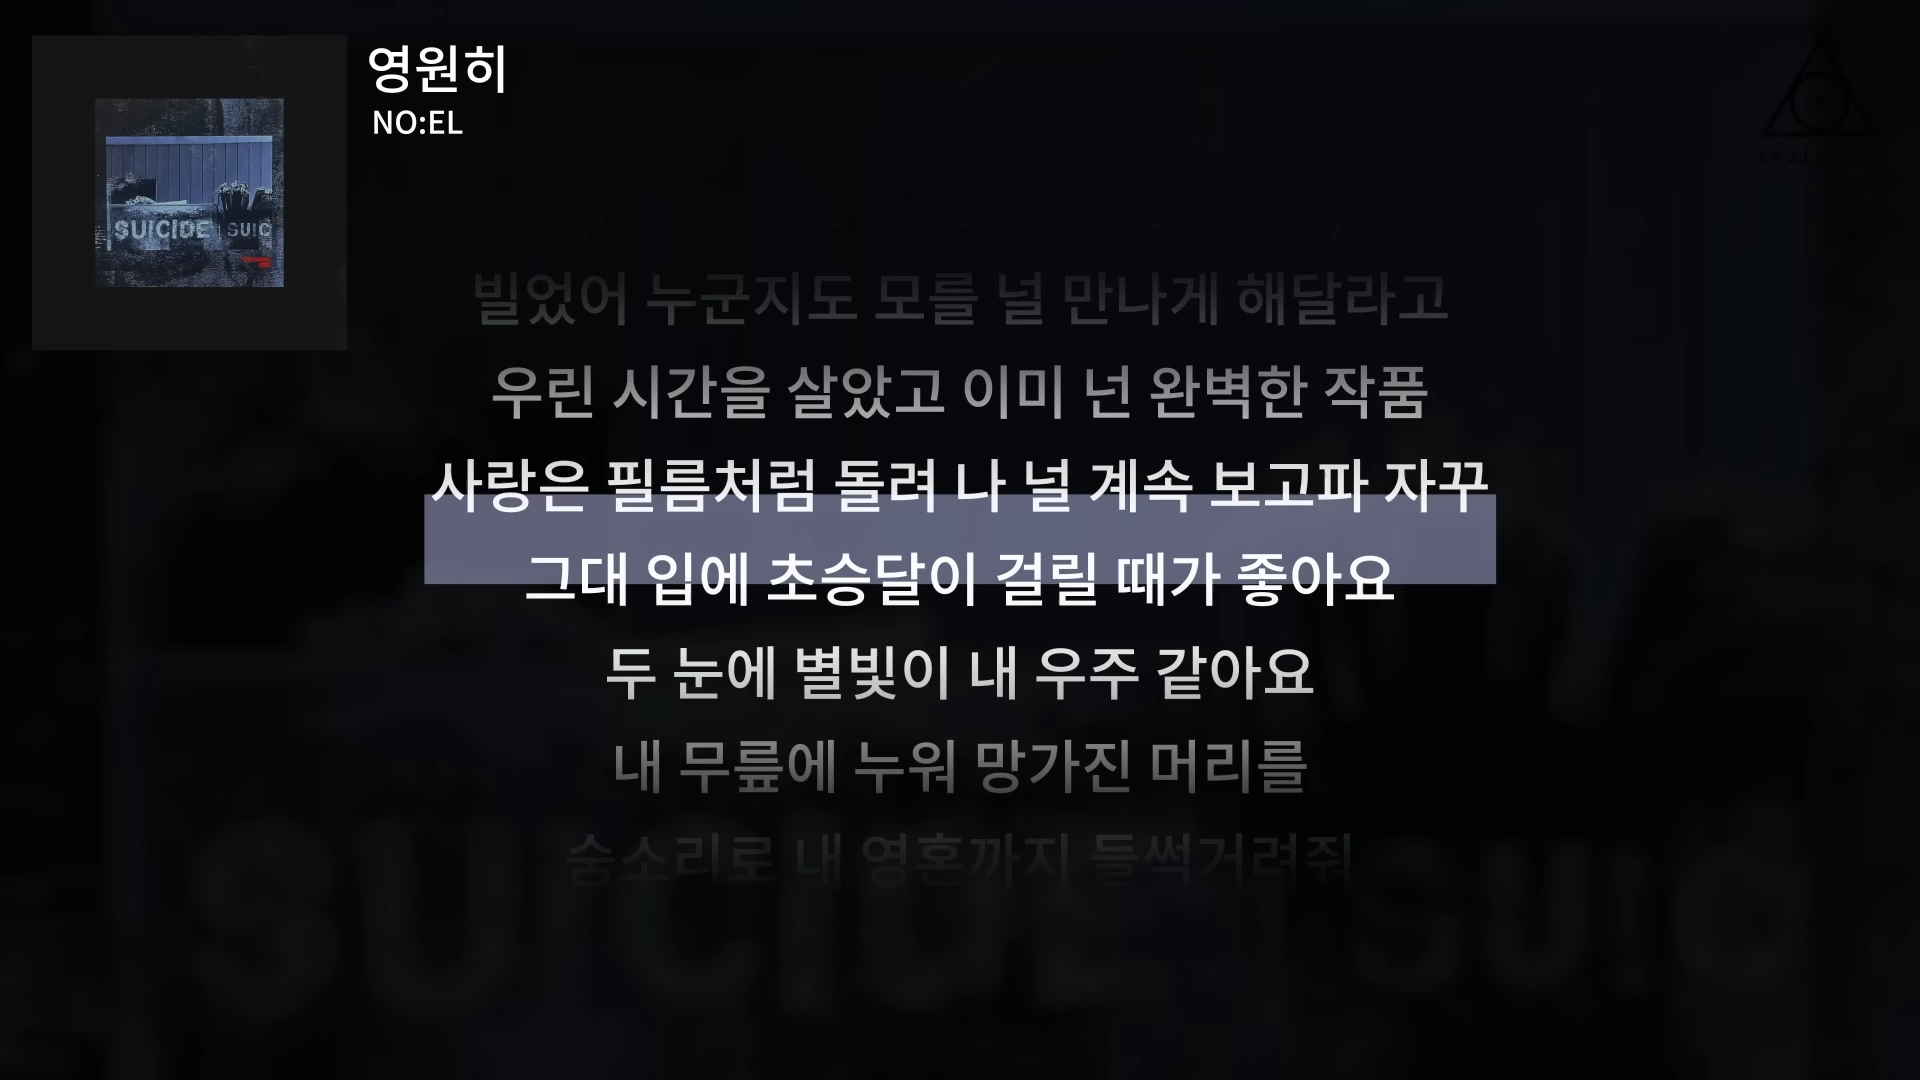 영원히
NO:EL
SUICIDE SUIC
빌었어 누군지도 모를 널 만나게 해달라고
우린 시간을 살았고 이미 넌 완벽한 작품
사랑은 필름처럼 돌려 나 널 계속 보고파 자꾸
그대 입에 초승달이 걸릴 때가 좋아요
두 눈에 별빛이 내 우주 같아요
내 무릎에 누워 망가진 머리를
숨소리로 내 영혼까지 들썩거려줘
SUICIDE SUIC